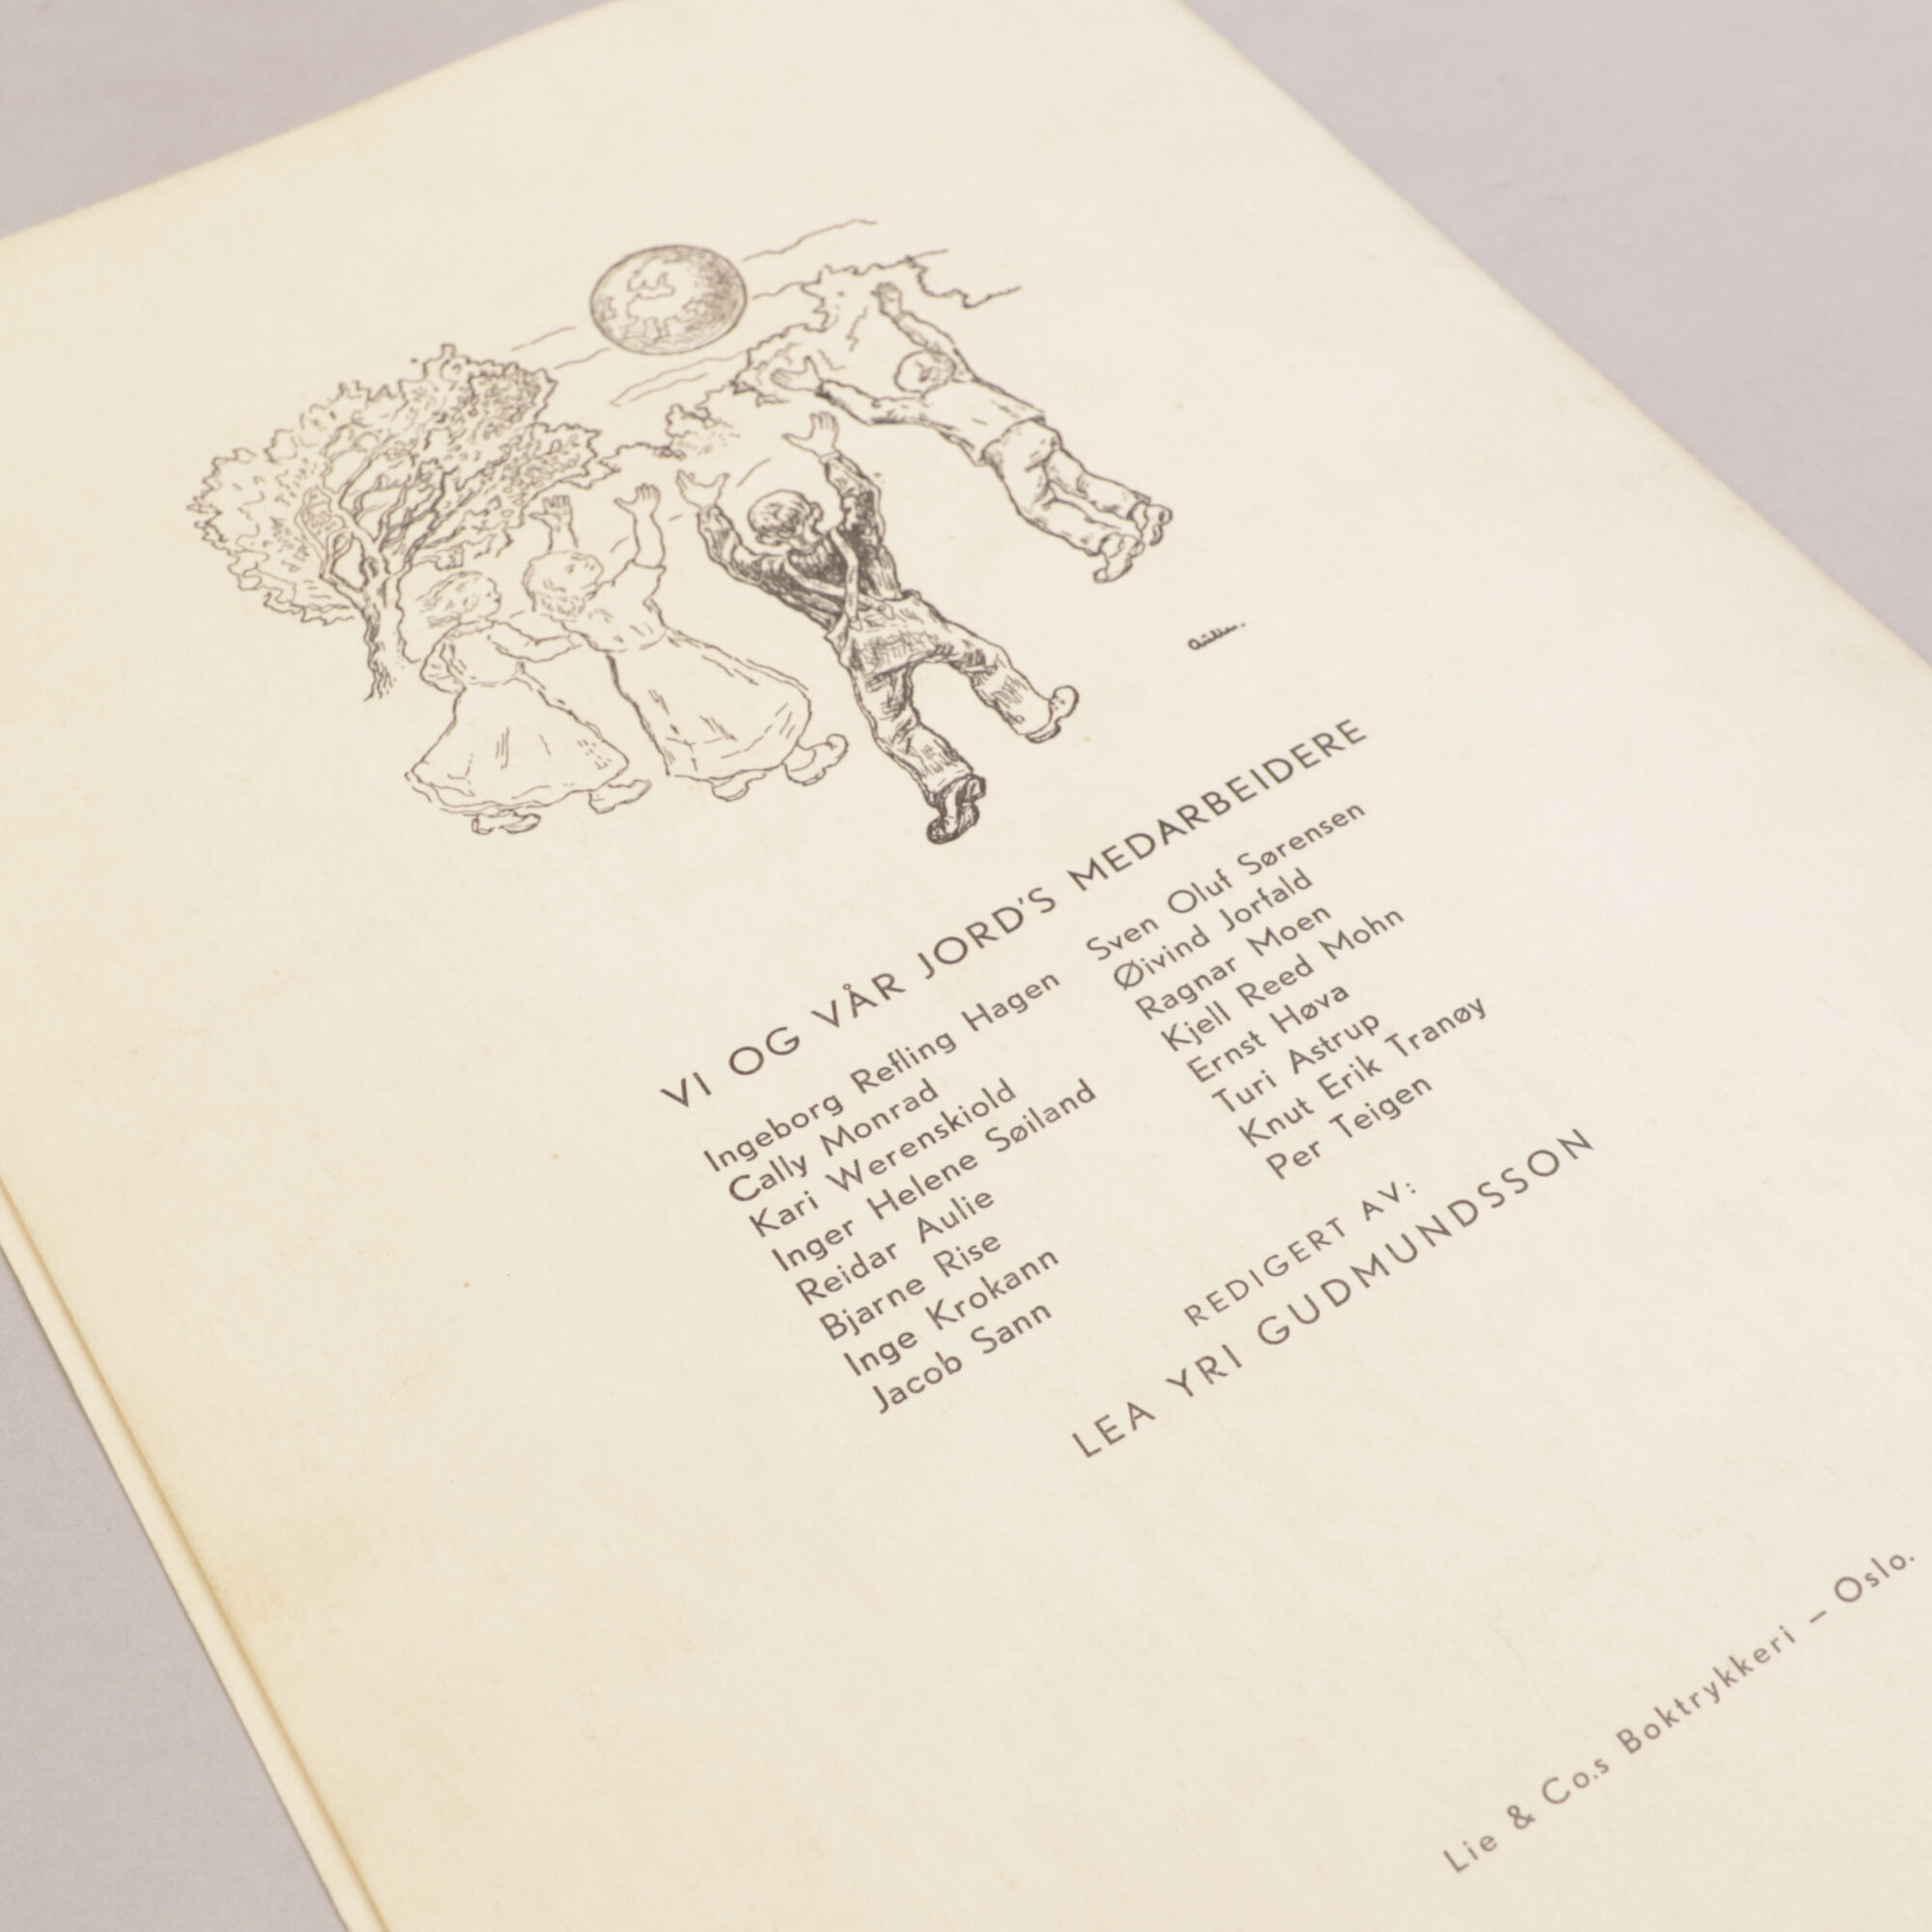 VI OG VÅR JORD'S MEDARBEIDERE
Ingeborg Refling Hagen
Cally Monrad
Kari Werenskiold
Inger Helene Søiland
Reidar Aulie
Bjarne Rise
Inge Krokann
Jacob Sann
Sven Oluf Sørensen
Øivind Jorfald
Ragnar Moen
Kjell Reed Mohn
Ernst Høva
Turi Astrup
Knut Erik Tranøy
Per Teigen
REDIGERT AV:
LEA YRI GUDMUNDSSON
Lie & Co.s Boktrykkeri – Oslo.